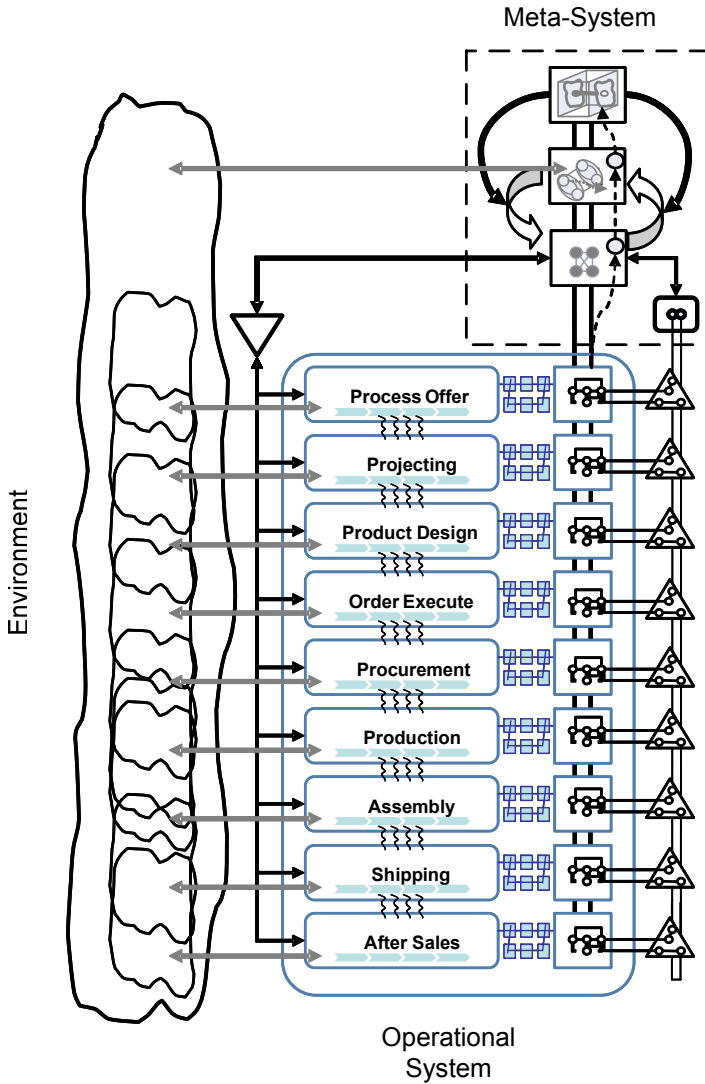 Meta-System
Environment
Process Offer
Projecting
Product Design
Order Execute
Procurement
Production
Assembly
Shipping
After Sales
Operational
System